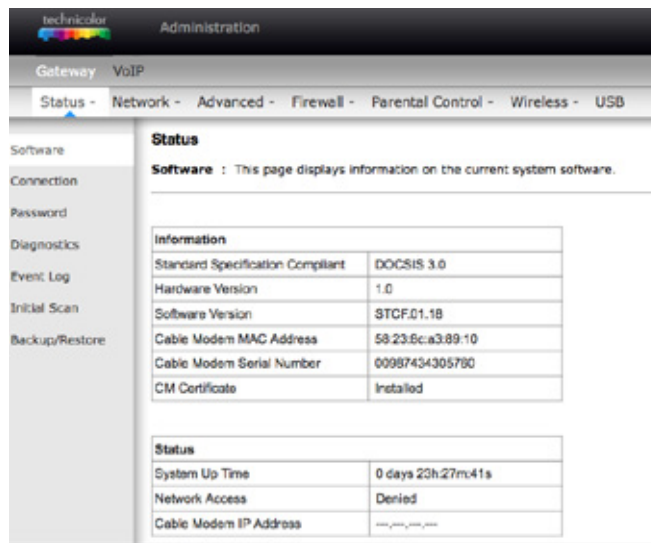 technicolor
Administration
Gateway VoIP
Status - Network - Advanced - Firewall - Parental Control - Wireless - USB
Software
Connection
Password
Diagnostics
Event Log
Initial Scan
Backup/Restore
Status
Software : This page displays information on the current system software.
Information
Standard Specification Compliant DOCSIS 3.0
Hardware Version 1.0
Software Version STCF.01.18
Cable Modem MAC Address 58:23:8c:a3:89:10
Cable Modem Serial Number 00987434305780
CM Certificate Installed
Status
System Up Time 0 days 23h:27m:41s
Network Access Denied
Cable Modem IP Address ---.---.---.---